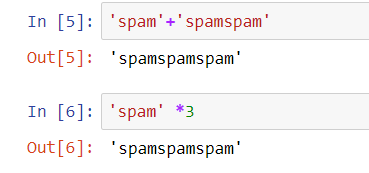 In [5]: 'spam'+'spamspam'
Out[5]: 'spamspamspam'
In [6]: 'spam' *3
Out[6]: 'spamspamspam'